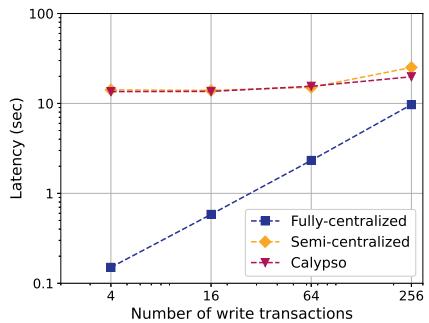 100
10
1
0.1
Latency (sec)
Fully-centralized
Semi-centralized
Calypso
4 16 64 256
Number of write transactions